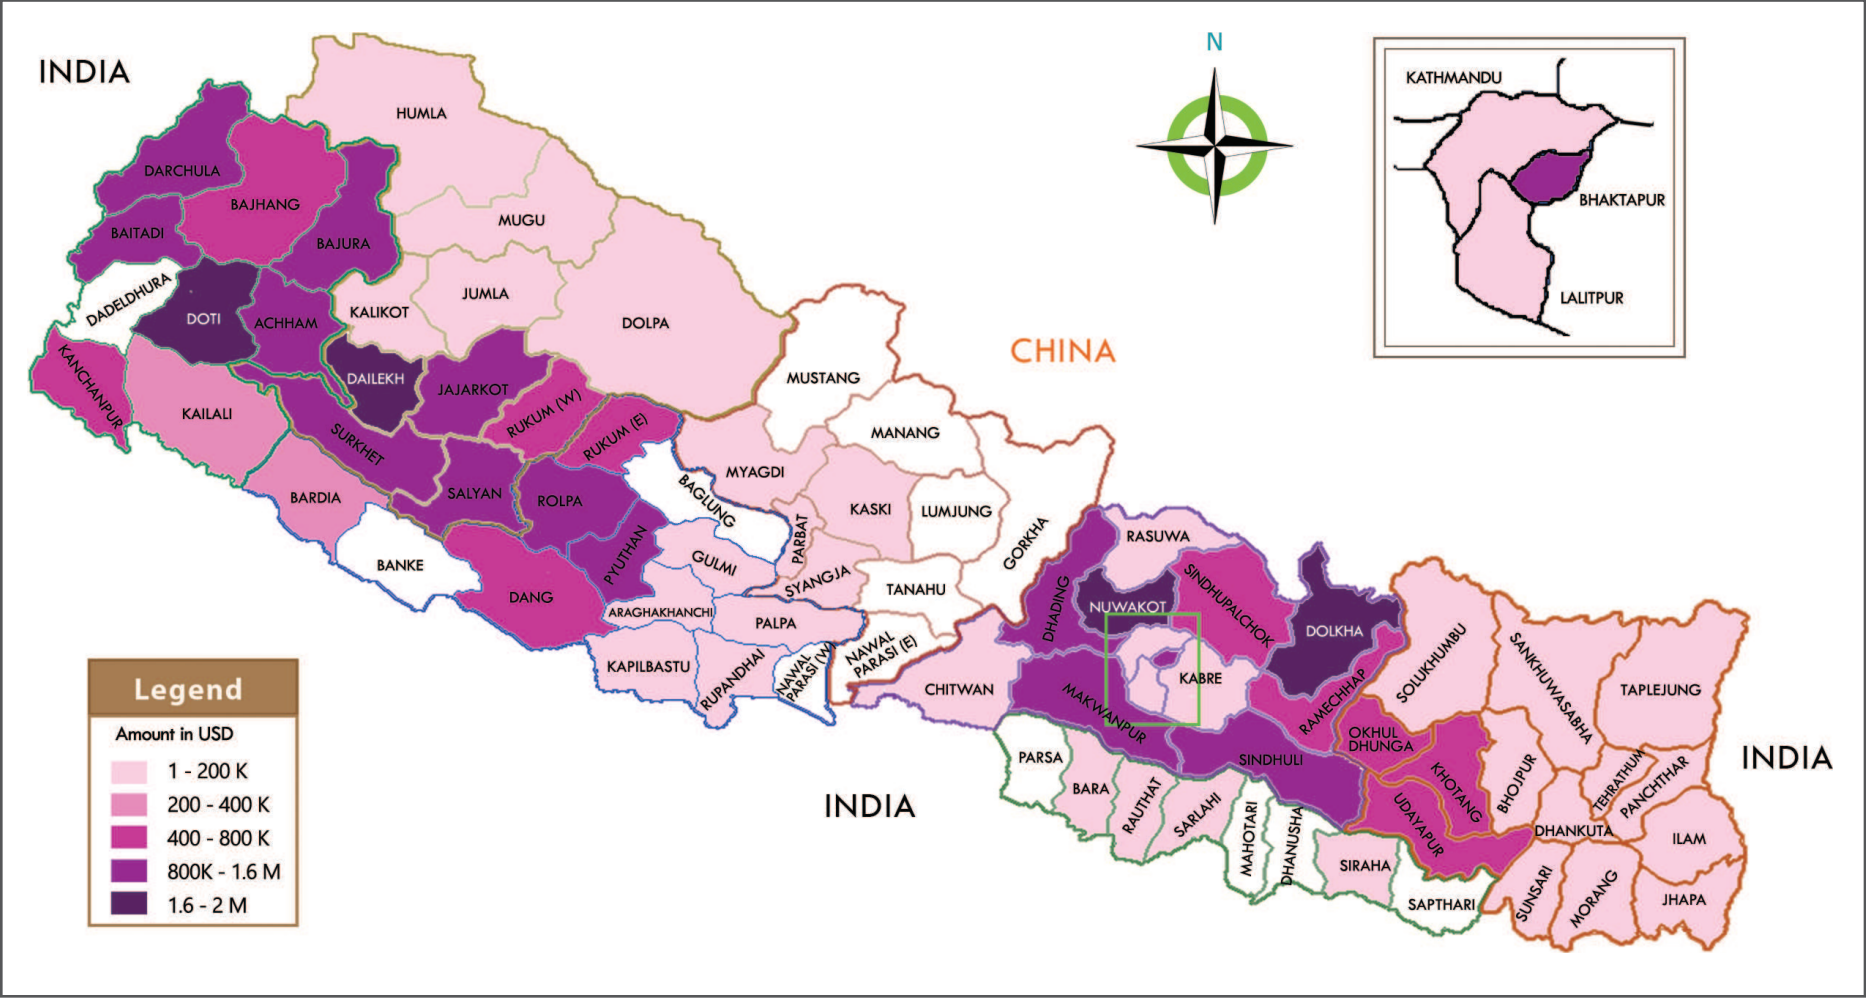 INDIA
N
KATHMANDU
BHAKTAPUR
LALITPUR
HUMLA
DARCHULA
BAJHANG
BAITADI
BAJURA
MUGU
DADELDHURA
DOTI
ACHHAM
KALIKOT
JUMLA
DOLPA
CHINA
KANCHANPUR
KAILALI
DAILEKH
JAJARKOT
RUKUM (W)
RUKUM (E)
MUSTANG
MANANG
SURKHET
BARDIA
SALYAN
ROLPA
BAGLUNG
MYAGDI
PARBAT
KASKI
LUMJUNG
GORKHA
BANKE
DANG
PYUTHAN
GULMI
SYANGJA
TANAHU
ARAGHAKHANCHI
PALPA
KAPILBASTU
RUPANDHAI
NAWAL
PARASI (W)
NAWAL
PARASI (E)
CHITWAN
RASUWA
DHADING
NUWAKOT
SINDHUPALCHOK
DOLKHA
KABRE
MAKWANPUR
RAMECHHAP
SINDHULI
SOLUKHUMBU
SANKHUWASABHA
TAPLEJUNG
OKHUL
DHUNGA
KHOTANG
BHOJPUR
TEHRATHUM
PANCHTHAR
UDAYAPUR
DHANKUTA
ILAM
PARSA
BARA
RAUTHAT
SARLAHI
MAHOTARI
DHANUSHA
SIRAHA
SAPTHARI
SUNSARI
MORANG
JHAPA
INDIA
INDIA
Legend
Amount in USD
1 - 200 K
200 - 400 K
400 - 800 K
800K - 1.6 M
1.6 - 2 M